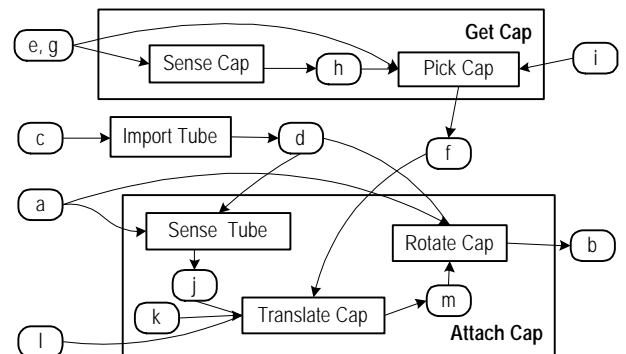 Get Cap
e, g
Sense Cap
h
Pick Cap
i
c
Import Tube
d
f
a
Sense Tube
Rotate Cap
b
j
k
Translate Cap
m
l
Attach Cap